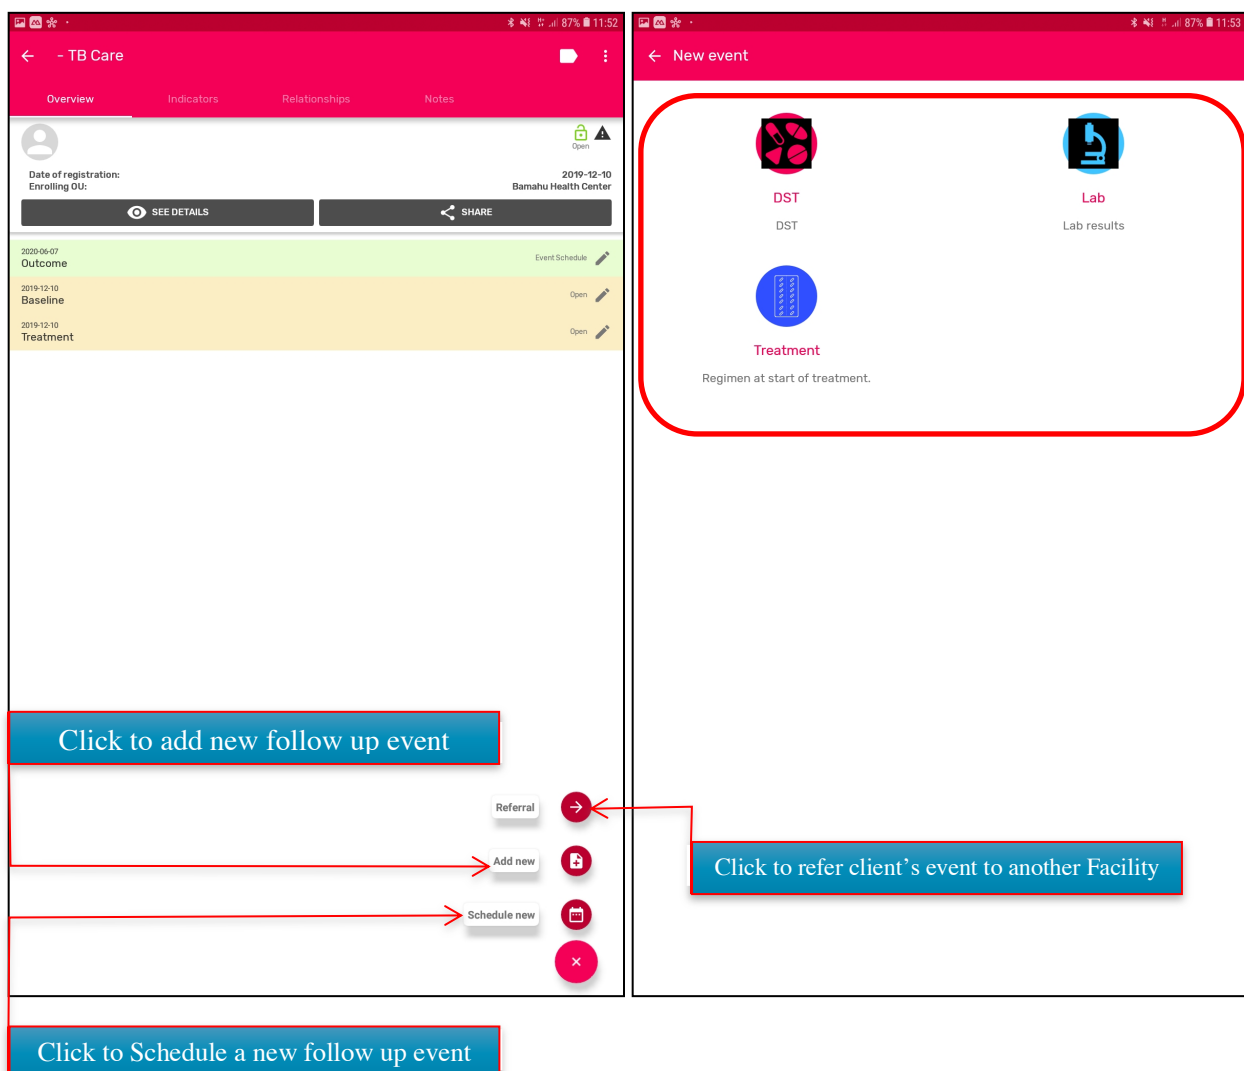 87% 11:52
- TB Care
Overview Indicators Relationships Notes
Open
Date of registration: 2019-12-10
Enrolling OU: Bamahu Health Center
SEE DETAILS SHARE
2020-06-07
Outcome Event Schedule
2019-12-10
Baseline Open
2019-12-10
Treatment Open
Click to add new follow up event
Referral
Add new
Schedule new
Click to Schedule a new follow up event
87% 11:53
New event
DST
DST
Lab
Lab results
Treatment
Regimen at start of treatment.
Click to refer client’s event to another Facility